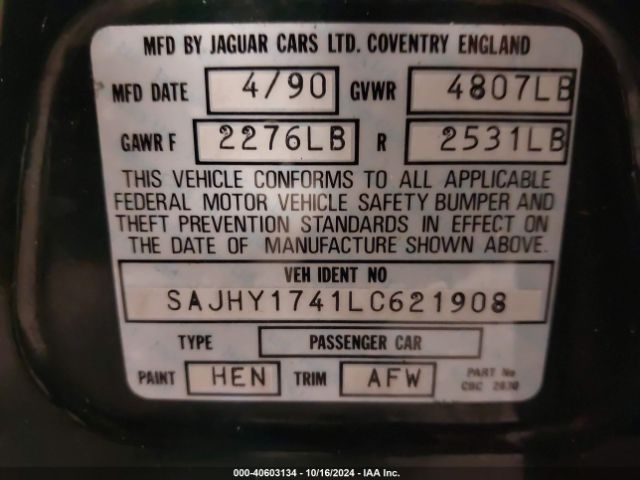 MFD BY JAGUAR CARS LTD. COVENTRY ENGLAND
MFD DATE 4/90 GVWR 4807LB
GAWR F 2276LB R 2531LB
THIS VEHICLE CONFORMS TO ALL APPLICABLE
FEDERAL MOTOR VEHICLE SAFETY BUMPER AND
THEFT PREVENTION STANDARDS IN EFFECT ON
THE DATE OF MANUFACTURE SHOWN ABOVE.
VEH IDENT NO
SAJHY1741LC621908
TYPE PASSENGER CAR
PART No
PAINT HEN TRIM AFW
CBC 2630
000-40603134 - 10/16/2024 - IAA Inc.